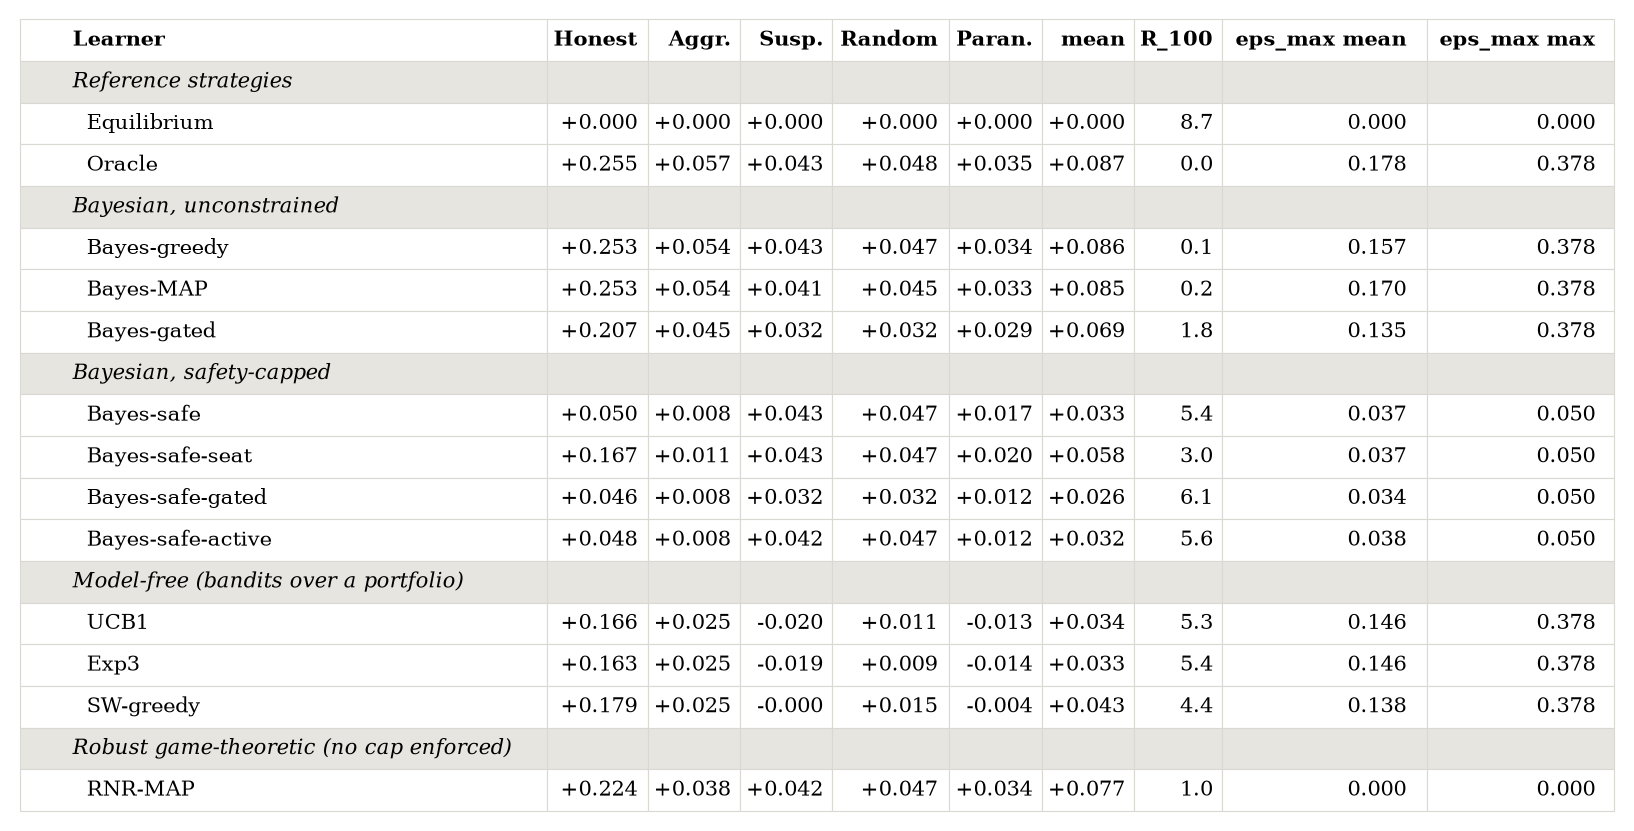 Learner Honest Aggr. Susp. Random Paran. mean R_100 eps_max mean eps_max max
Reference strategies
Equilibrium +0.000 +0.000 +0.000 +0.000 +0.000 +0.000 8.7 0.000 0.000
Oracle +0.255 +0.057 +0.043 +0.048 +0.035 +0.087 0.0 0.178 0.378
Bayesian, unconstrained
Bayes-greedy +0.253 +0.054 +0.043 +0.047 +0.034 +0.086 0.1 0.157 0.378
Bayes-MAP +0.253 +0.054 +0.041 +0.045 +0.033 +0.085 0.2 0.170 0.378
Bayes-gated +0.207 +0.045 +0.032 +0.032 +0.029 +0.069 1.8 0.135 0.378
Bayesian, safety-capped
Bayes-safe +0.050 +0.008 +0.043 +0.047 +0.017 +0.033 5.4 0.037 0.050
Bayes-safe-seat +0.167 +0.011 +0.043 +0.047 +0.020 +0.058 3.0 0.037 0.050
Bayes-safe-gated +0.046 +0.008 +0.032 +0.032 +0.012 +0.026 6.1 0.034 0.050
Bayes-safe-active +0.048 +0.008 +0.042 +0.047 +0.012 +0.032 5.6 0.038 0.050
Model-free (bandits over a portfolio)
UCB1 +0.166 +0.025 -0.020 +0.011 -0.013 +0.034 5.3 0.146 0.378
Exp3 +0.163 +0.025 -0.019 +0.009 -0.014 +0.033 5.4 0.146 0.378
SW-greedy +0.179 +0.025 -0.000 +0.015 -0.004 +0.043 4.4 0.138 0.378
Robust game-theoretic (no cap enforced)
RNR-MAP +0.224 +0.038 +0.042 +0.047 +0.034 +0.077 1.0 0.000 0.000